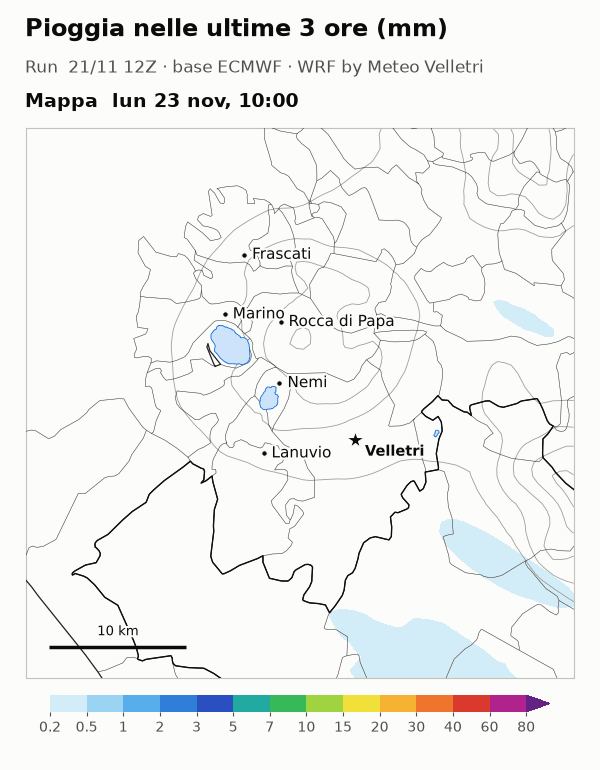 Pioggia nelle ultime 3 ore (mm)
Run  21/11 12Z · base ECMWF · WRF by Meteo Velletri
Mappa  lun 23 nov, 10:00
Frascati
Marino
Rocca di Papa
Nemi
Velletri
Lanuvio
10 km
0.2 0.5 1 2 3 5 7 10 15 20 30 40 60 80